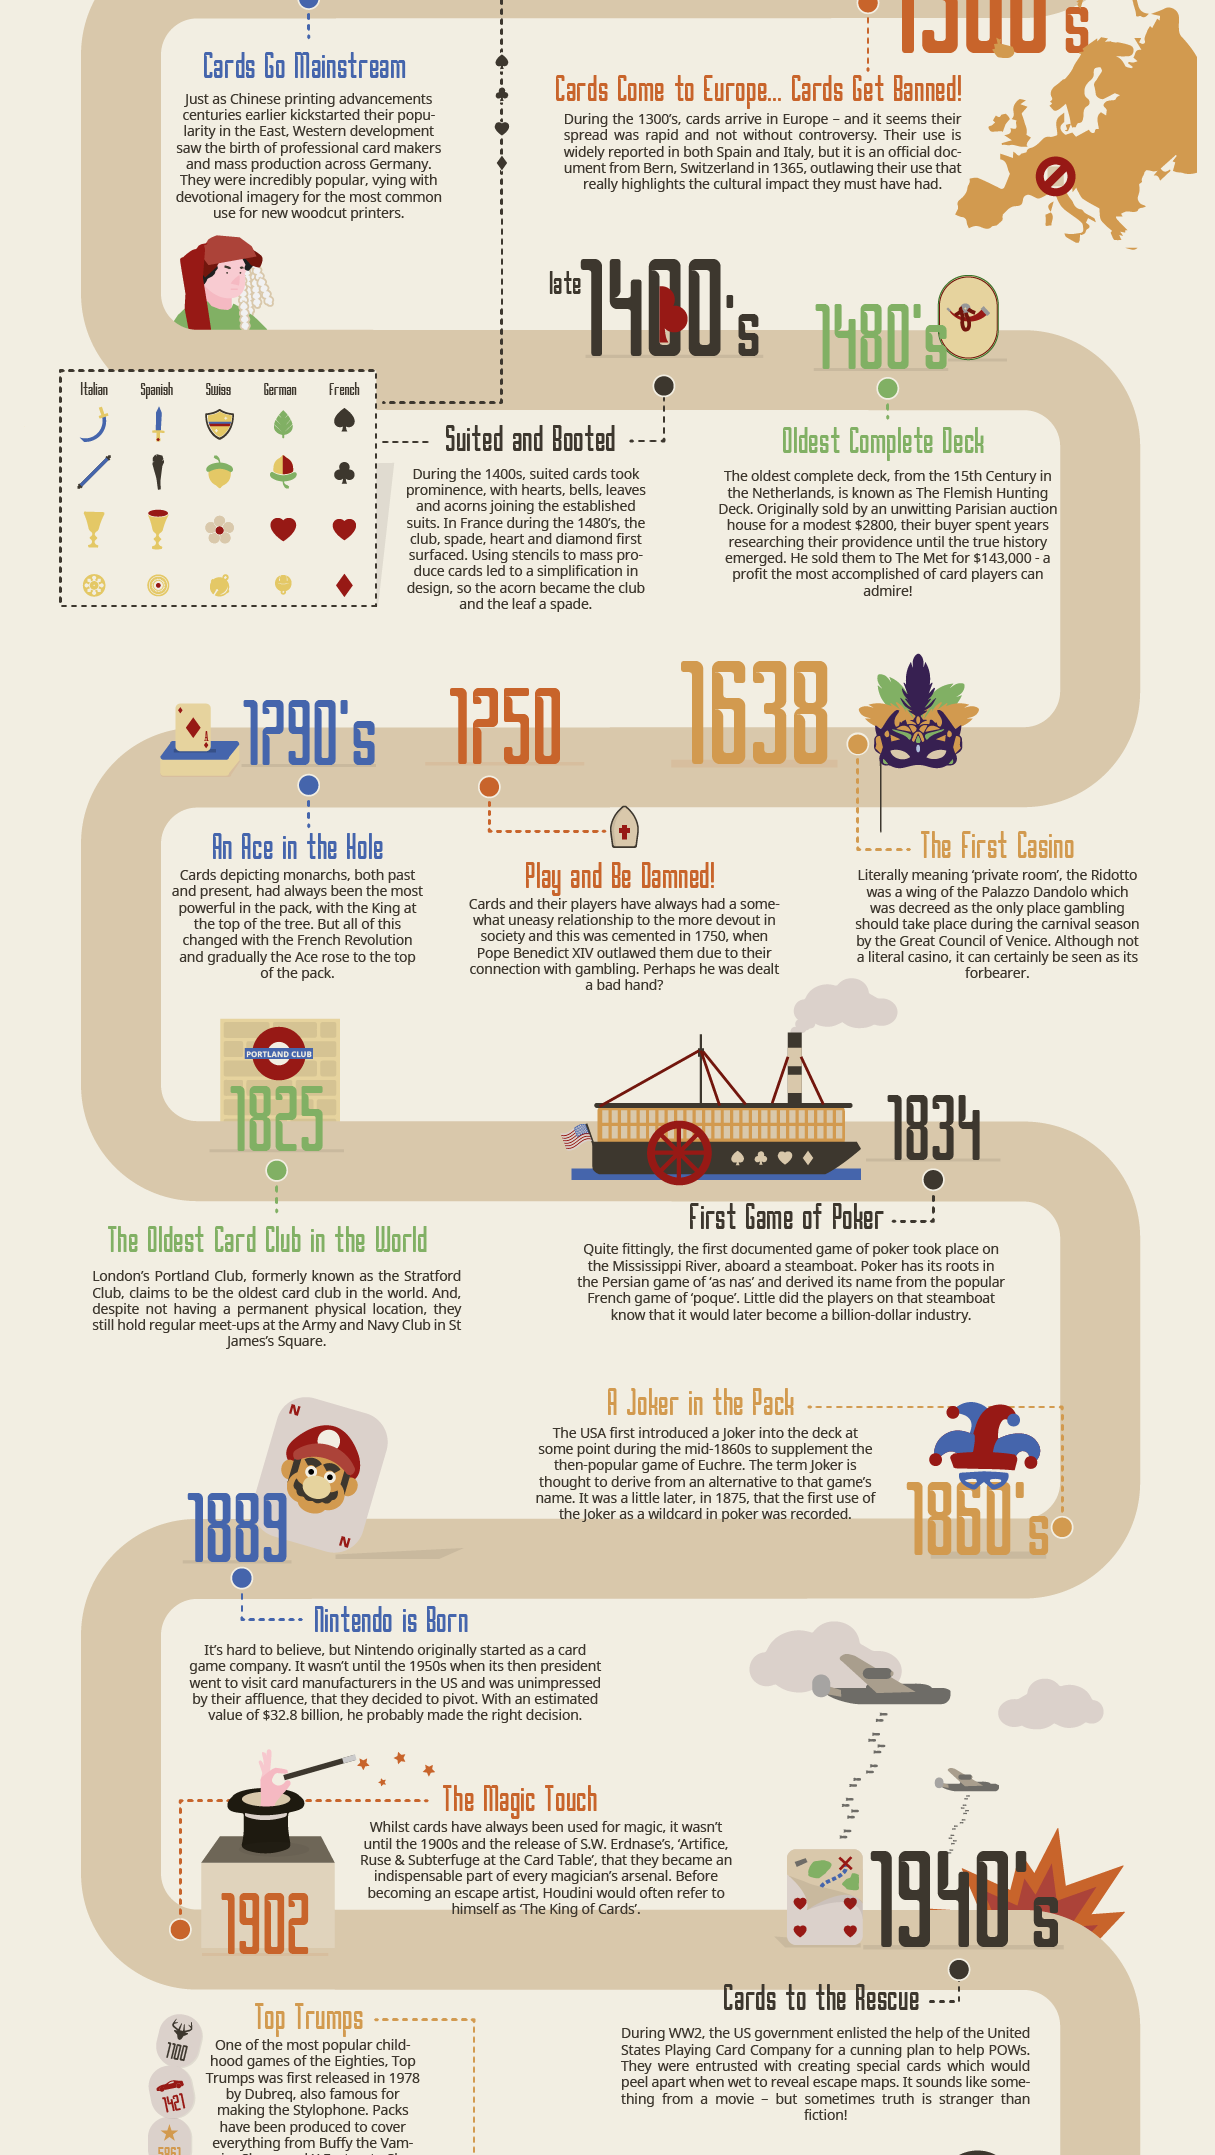 1300's
Cards Go Mainstream
Just as Chinese printing advancements
centuries earlier kickstarted their popu-
larity in the East, Western development
saw the birth of professional card makers
and mass production across Germany.
They were incredibly popular, vying with
devotional imagery for the most common
use for new woodcut printers.
Cards Come to Europe... Cards Get Banned!
During the 1300's, cards arrive in Europe – and it seems their
spread was rapid and not without controversy. Their use is
widely reported in both Spain and Italy, but it is an official doc-
ument from Bern, Switzerland in 1365, outlawing their use that
really highlights the cultural impact they must have had.
late 1400's
1480's
Italian Spanish Swiss German French
Suited and Booted
During the 1400s, suited cards took
prominence, with hearts, bells, leaves
and acorns joining the established
suits. In France during the 1480's, the
club, spade, heart and diamond first
surfaced. Using stencils to mass pro-
duce cards led to a simplification in
design, so the acorn became the club
and the leaf a spade.
Oldest Complete Deck
The oldest complete deck, from the 15th Century in
the Netherlands, is known as The Flemish Hunting
Deck. Originally sold by an unwitting Parisian auction
house for a modest $2800, their buyer spent years
researching their providence until the true history
emerged. He sold them to The Met for $143,000 - a
profit the most accomplished of card players can
admire!
A
1290's
1250
1638
An Ace in the Hole
Cards depicting monarchs, both past
and present, had always been the most
powerful in the pack, with the King at
the top of the tree. But all of this
changed with the French Revolution
and gradually the Ace rose to the top
of the pack.
Play and Be Damned!
Cards and their players have always had a some-
what uneasy relationship to the more devout in
society and this was cemented in 1750, when
Pope Benedict XIV outlawed them due to their
connection with gambling. Perhaps he was dealt
a bad hand?
The First Casino
Literally meaning ‘private room’, the Ridotto
was a wing of the Palazzo Dandolo which
was decreed as the only place gambling
should take place during the carnival season
by the Great Council of Venice. Although not
a literal casino, it can certainly be seen as its
forbearer.
PORTLAND CLUB
1825
1834
The Oldest Card Club in the World
London’s Portland Club, formerly known as the Stratford
Club, claims to be the oldest card club in the world. And,
despite not having a permanent physical location, they
still hold regular meet-ups at the Army and Navy Club in St
James’s Square.
First Game of Poker
Quite fittingly, the first documented game of poker took place on
the Mississippi River, aboard a steamboat. Poker has its roots in
the Persian game of ‘as nas’ and derived its name from the popular
French game of ‘poque’. Little did the players on that steamboat
know that it would later become a billion-dollar industry.
A Joker in the Pack
The USA first introduced a Joker into the deck at
some point during the mid-1860s to supplement the
then-popular game of Euchre. The term Joker is
thought to derive from an alternative to that game’s
name. It was a little later, in 1875, that the first use of
the Joker as a wildcard in poker was recorded.
1860's
N
N
1889
Nintendo is Born
It’s hard to believe, but Nintendo originally started as a card
game company. It wasn’t until the 1950s when its then president
went to visit card manufacturers in the US and was unimpressed
by their affluence, that they decided to pivot. With an estimated
value of $32.8 billion, he probably made the right decision.
The Magic Touch
Whilst cards have always been used for magic, it wasn’t
until the 1900s and the release of S.W. Erdnase’s, ‘Artifice,
Ruse & Subterfuge at the Card Table’, that they became an
indispensable part of every magician’s arsenal. Before
becoming an escape artist, Houdini would often refer to
himself as ‘The King of Cards’.
1902
1940's
Cards to the Rescue
During WW2, the US government enlisted the help of the United
States Playing Card Company for a cunning plan to help POWs.
They were entrusted with creating special cards which would
peel apart when wet to reveal escape maps. It sounds like some-
thing from a movie – but sometimes truth is stranger than
fiction!
Top Trumps
1100
1421
One of the most popular child-
hood games of the Eighties, Top
Trumps was first released in 1978
by Dubreq, also famous for
making the Stylophone. Packs
have been produced to cover
everything from Buffy the Vam-